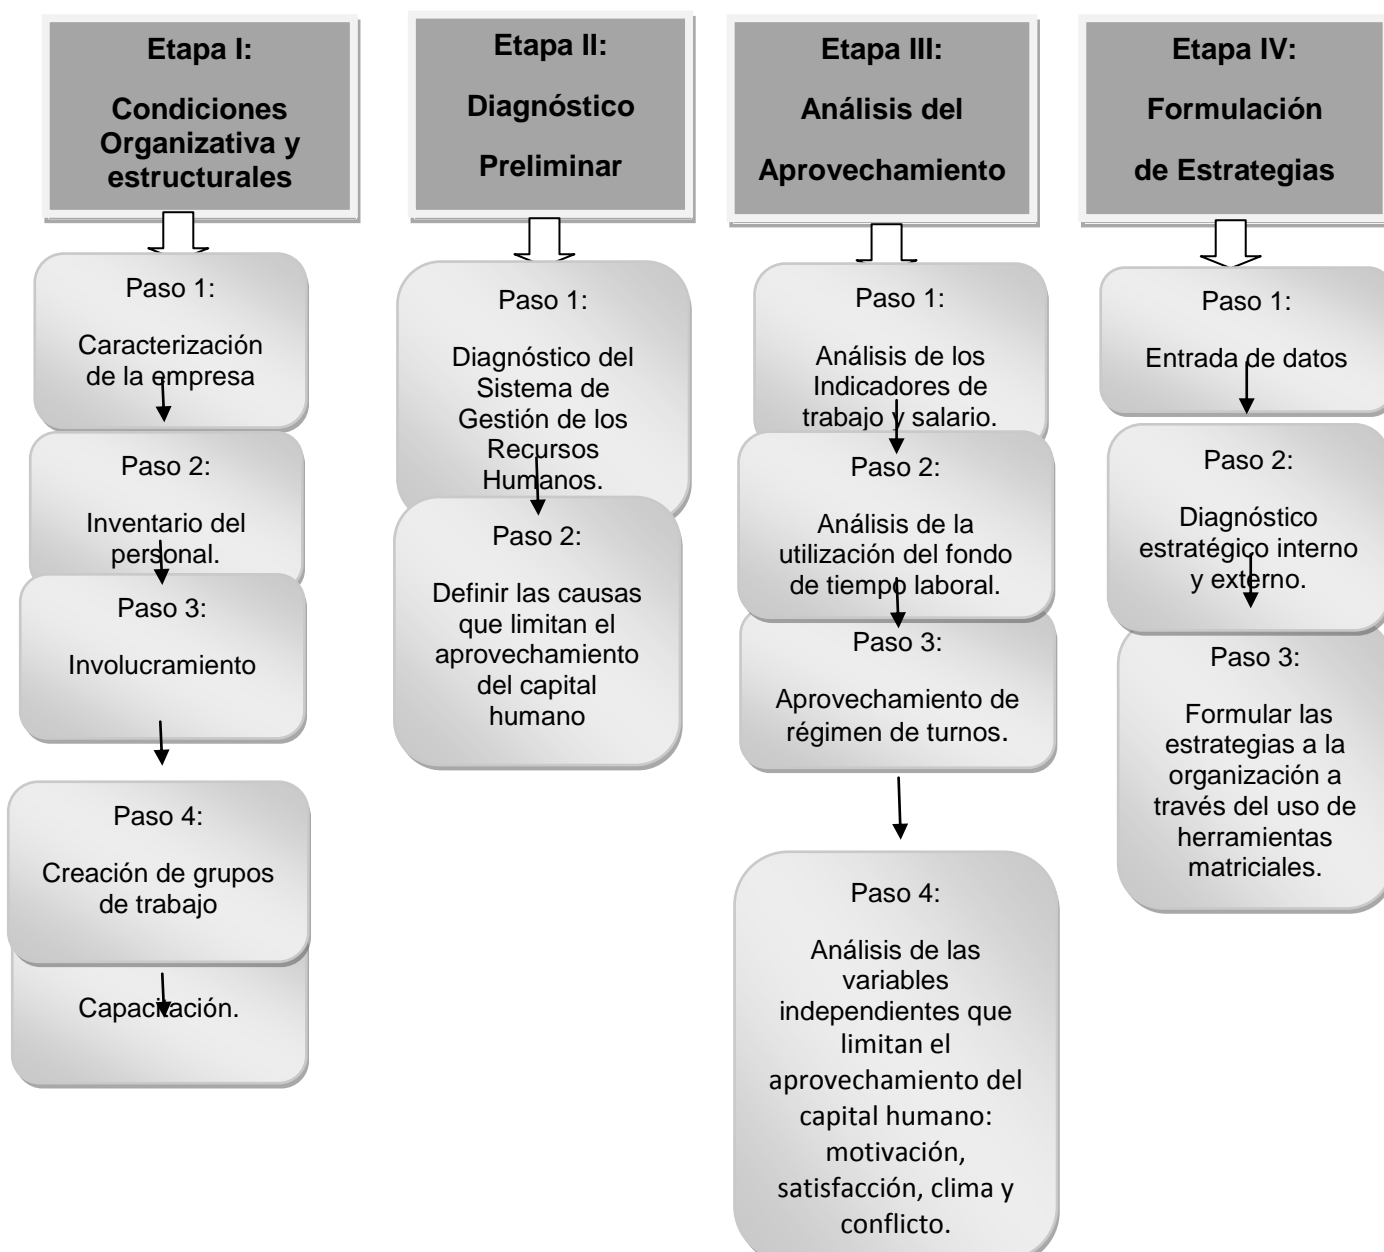 Etapa I:
Condiciones
Organizativa y
estructurales
Paso 1:
Caracterización
de la empresa
Paso 2:
Inventario del
personal.
Paso 3:
Involucramiento
Paso 4:
Creación de grupos
de trabajo
Capacitación.
Etapa II:
Diagnóstico
Preliminar
Paso 1:
Diagnóstico del
Sistema de
Gestión de los
Recursos
Humanos.
Paso 2:
Definir las causas
que limitan el
aprovechamiento
del capital
humano
Etapa III:
Análisis del
Aprovechamiento
Paso 1:
Análisis de los
Indicadores de
trabajo y salario.
Paso 2:
Análisis de la
utilización del fondo
de tiempo laboral.
Paso 3:
Aprovechamiento de
régimen de turnos.
Paso 4:
Análisis de las
variables
independientes que
limitan el
aprovechamiento del
capital humano:
motivación,
satisfacción, clima y
conflicto.
Etapa IV:
Formulación
de Estrategias
Paso 1:
Entrada de datos
Paso 2:
Diagnóstico
estratégico interno
y externo.
Paso 3:
Formular las
estrategias a la
organización a
través del uso de
herramientas
matriciales.